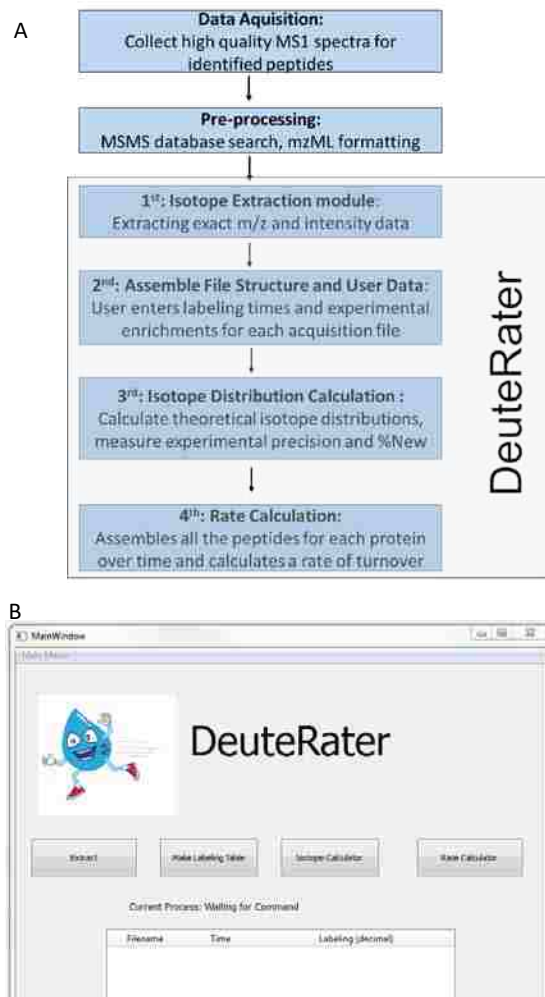 A
Data Aquisition:
Collect high quality MS1 spectra for
identified peptides
Pre-processing:
MSMS database search, mzML formatting
1st: Isotope Extraction module:
Extracting exact m/z and intensity data
2nd: Assemble File Structure and User Data:
User enters labeling times and experimental
enrichments for each acquisition file
3rd: Isotope Distribution Calculation :
Calculate theoretical isotope distributions,
measure experimental precision and %New
4th: Rate Calculation:
Assembles all the peptides for each protein
over time and calculates a rate of turnover
DeuteRater
B
MainWindow
Main Menu
DeuteRater
Extract
Make Labeling Table
Isotope Calculator
Rate Calculator
Current Process: Waiting for Command
Filename Time Labeling (decimal)